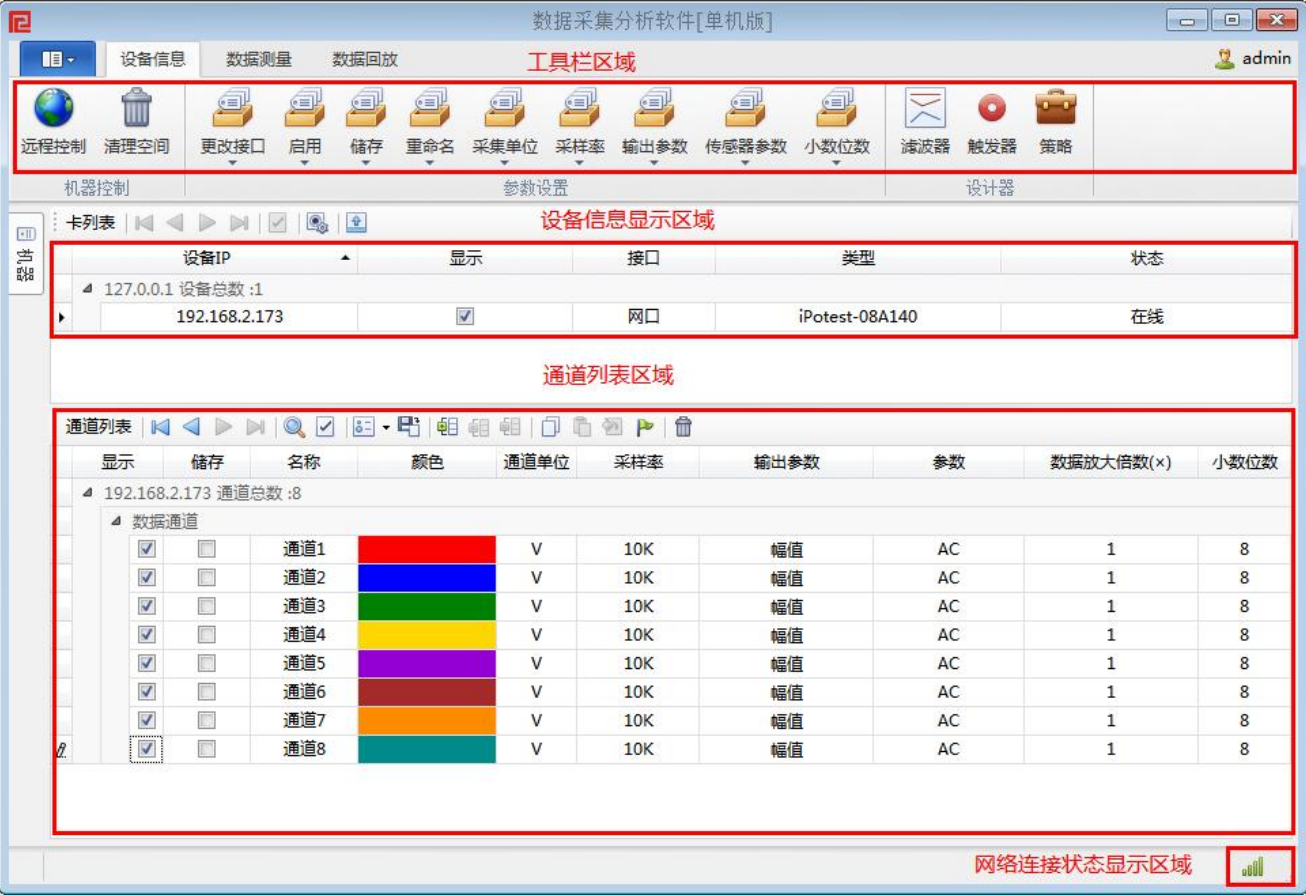 数据采集分析软件[单机版]
设备信息 数据测量 数据回放 工具栏区域 admin
远程控制 清理空间 更改接口 启用 储存 重命名 采集单位 采样率 输出参数 传感器参数 小数位数 滤波器 触发器 策略
机器控制 参数设置 设计器
卡列表 设备信息显示区域
机器
设备IP 显示 接口 类型 状态
127.0.0.1 设备总数 :1
192.168.2.173 网口 iPotest-08A140 在线
通道列表区域
通道列表
显示 储存 名称 颜色 通道单位 采样率 输出参数 参数 数据放大倍数(×) 小数位数
192.168.2.173 通道总数 :8
数据通道
通道1 V 10K 幅值 AC 1 8
通道2 V 10K 幅值 AC 1 8
通道3 V 10K 幅值 AC 1 8
通道4 V 10K 幅值 AC 1 8
通道5 V 10K 幅值 AC 1 8
通道6 V 10K 幅值 AC 1 8
通道7 V 10K 幅值 AC 1 8
通道8 V 10K 幅值 AC 1 8
网络连接状态显示区域